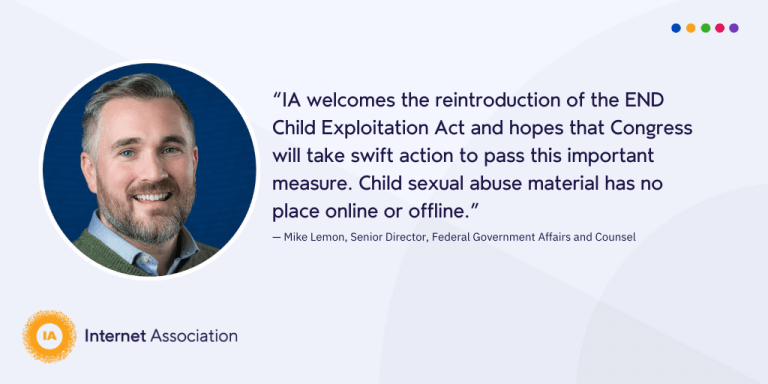 “IA welcomes the reintroduction of the END
Child Exploitation Act and hopes that Congress
will take swift action to pass this important
measure. Child sexual abuse material has no
place online or offline.”
— Mike Lemon, Senior Director, Federal Government Affairs and Counsel
IA
Internet Association